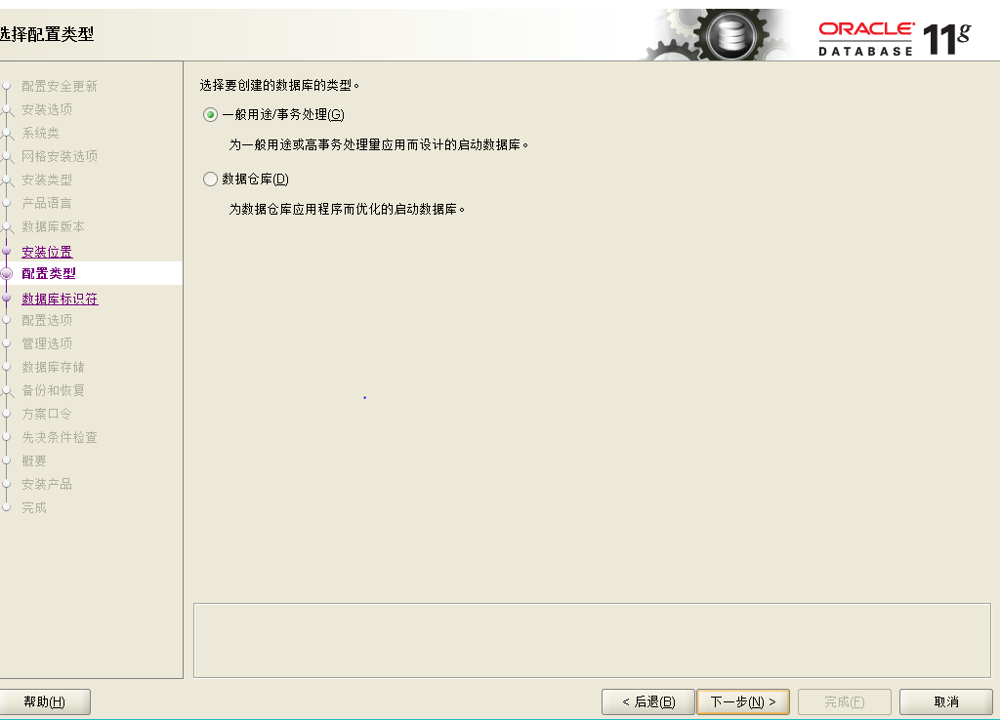 选择配置类型
ORACLE
DATABASE 11g
配置安全更新
安装选项
系统类
网格安装选项
安装类型
产品语言
数据库版本
安装位置
配置类型
数据库标识符
配置选项
管理选项
数据库存储
备份和恢复
方案口令
先决条件检查
概要
安装产品
完成
选择要创建的数据库的类型。
一般用途/事务处理(G)
为一般用途或高事务处理量应用而设计的启动数据库。
数据仓库(D)
为数据仓库应用程序而优化的启动数据库。
帮助(H)
< 后退(B)
下一步(N) >
完成(F)
取消